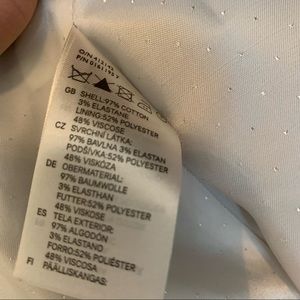 GB SHELL:97% COTTON
3% ELASTANE
LINING:52% POLYESTER
48% VISCOSE
CZ SVRCHNÍ LÁTKA:
97% BAVLNA 3% ELASTAN
PODŠÍVKA:52% POLYESTER
48% VISKÓZA
DE OBERMATERIAL:
97% BAUMWOLLE
3% ELASTHAN
FUTTER:52% POLYESTER
48% VISKOSE
ES TELA EXTERIOR:
97% ALGODÓN
3% ELASTANO
FORRO:52% POLIÉSTER
48% VISCOSA
FI PÄÄLLISKANGAS: